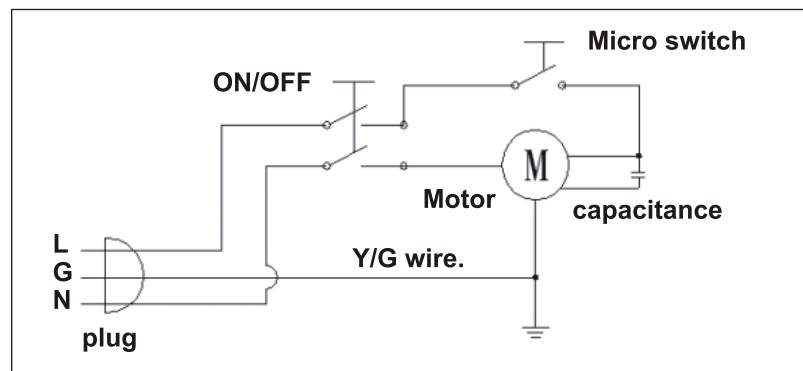 Micro switch
ON/OFF
M
Motor
capacitance
L
G
N
Y/G wire.
plug